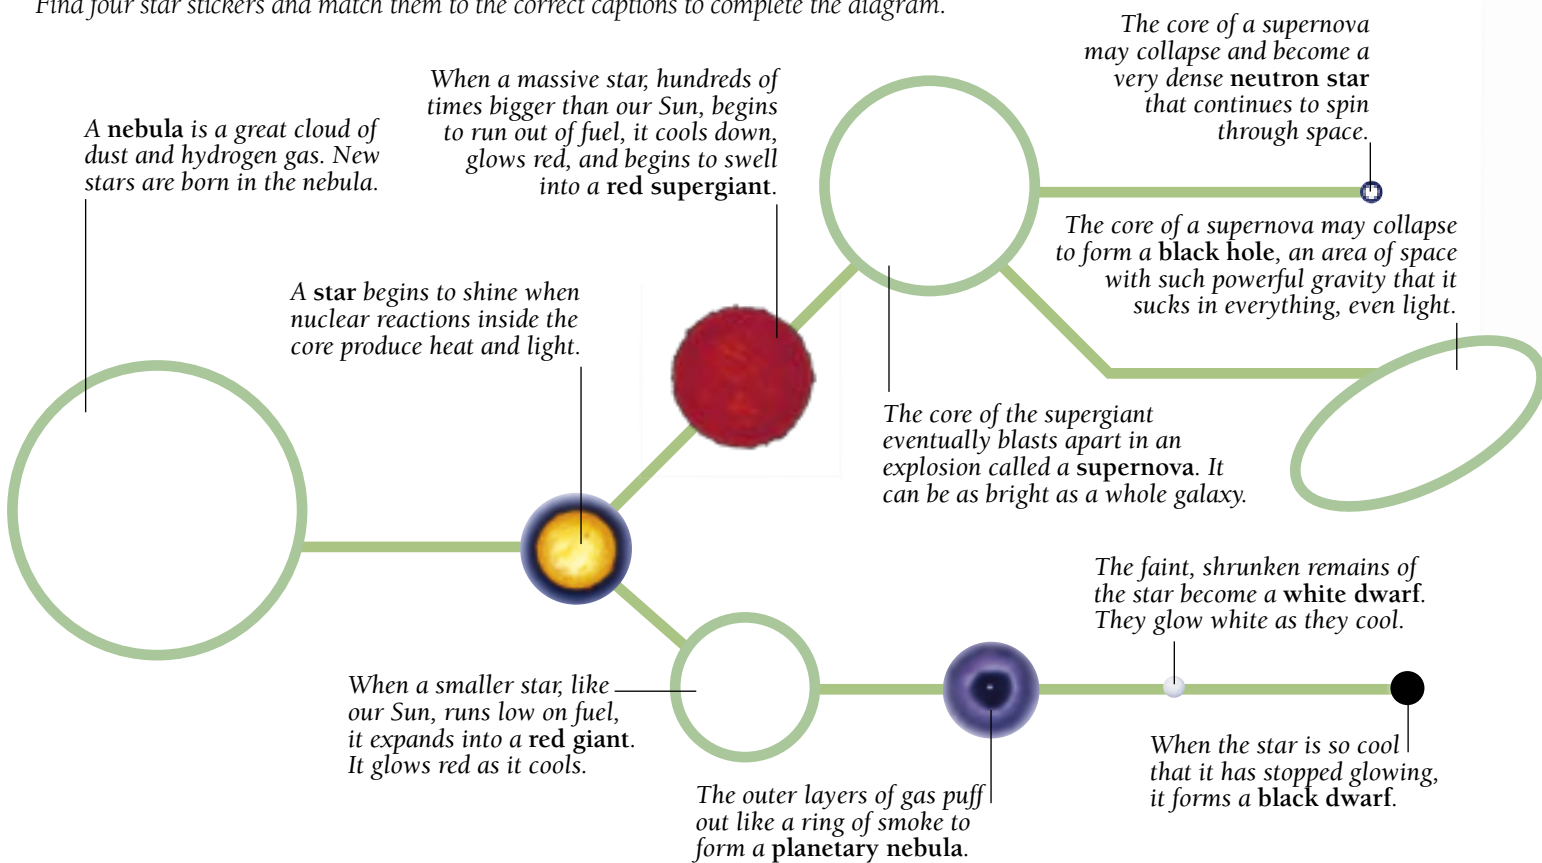 Find four star stickers and match them to the correct captions to complete the diagram.
A nebula is a great cloud of
dust and hydrogen gas. New
stars are born in the nebula.
A star begins to shine when
nuclear reactions inside the
core produce heat and light.
When a massive star, hundreds of
times bigger than our Sun, begins
to run out of fuel, it cools down,
glows red, and begins to swell
into a red supergiant.
The core of the supergiant
eventually blasts apart in an
explosion called a supernova. It
can be as bright as a whole galaxy.
The core of a supernova
may collapse and become a
very dense neutron star
that continues to spin
through space.
The core of a supernova may collapse
to form a black hole, an area of space
with such powerful gravity that it
sucks in everything, even light.
When a smaller star, like
our Sun, runs low on fuel,
it expands into a red giant.
It glows red as it cools.
The outer layers of gas puff
out like a ring of smoke to
form a planetary nebula.
The faint, shrunken remains of
the star become a white dwarf.
They glow white as they cool.
When the star is so cool
that it has stopped glowing,
it forms a black dwarf.